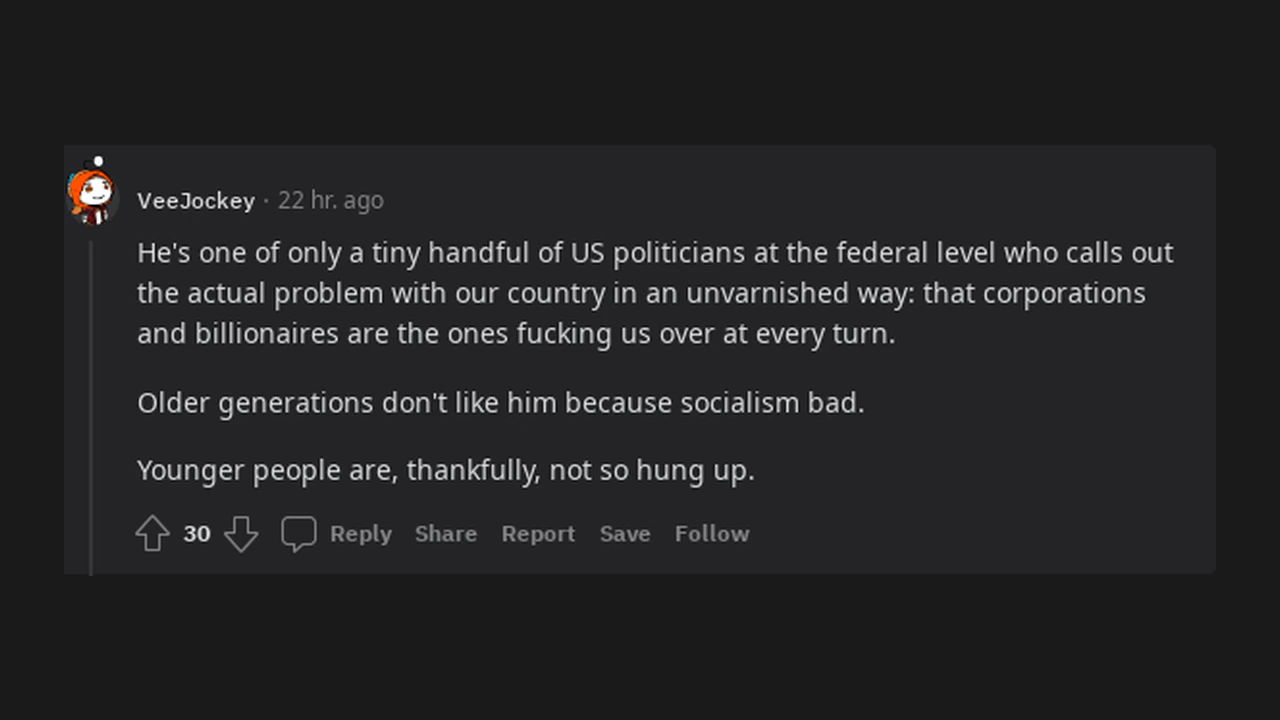 VeeJockey · 22 hr. ago
He's one of only a tiny handful of US politicians at the federal level who calls out
the actual problem with our country in an unvarnished way: that corporations
and billionaires are the ones fucking us over at every turn.
Older generations don't like him because socialism bad.
Younger people are, thankfully, not so hung up.
30 Reply Share Report Save Follow